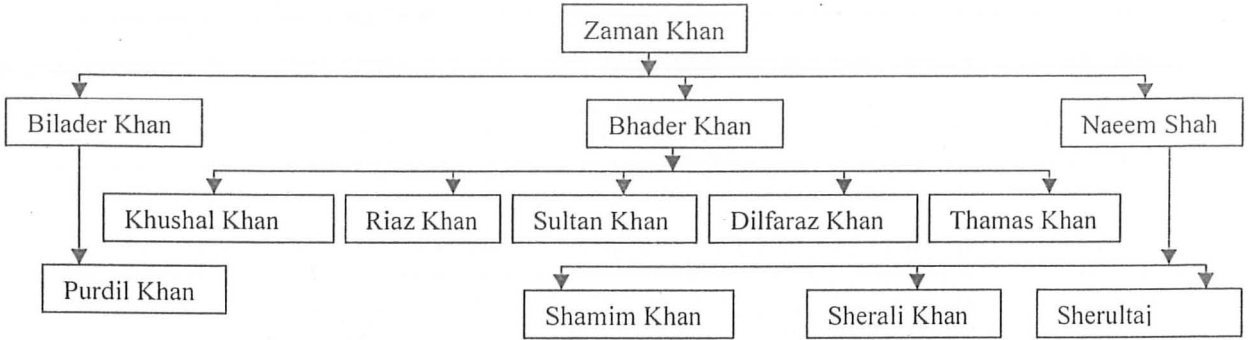 Zaman Khan
Bilader Khan
Bhader Khan
Naeem Shah
Khushal Khan
Riaz Khan
Sultan Khan
Dilfaraz Khan
Thamas Khan
Purdil Khan
Shamim Khan
Sherali Khan
Sherultaj